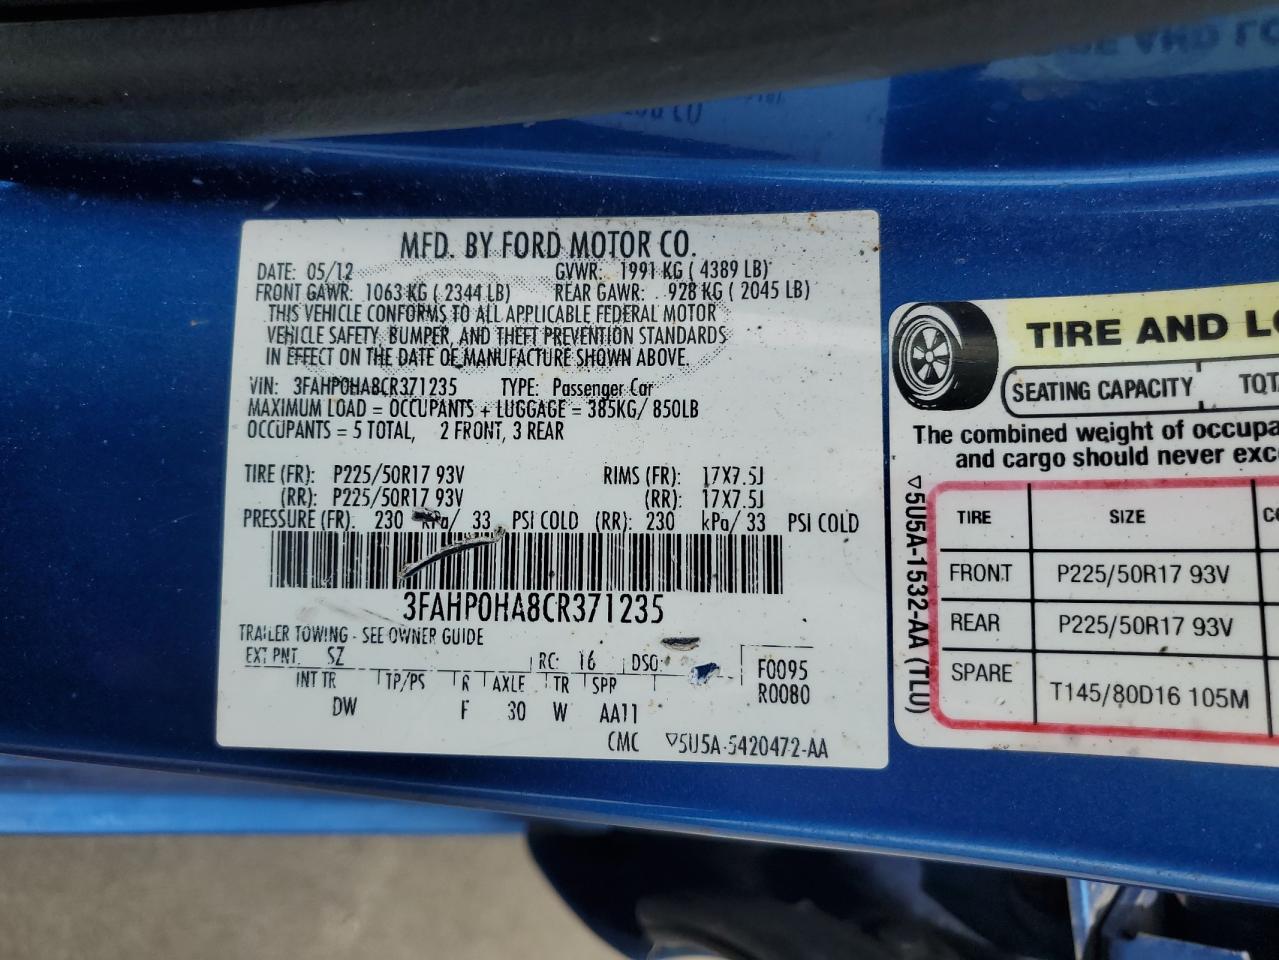 MFD. BY FORD MOTOR CO.
DATE: 05/12 GVWR: 1991 KG ( 4389 LB)
FRONT GAWR: 1063 KG ( 2344 LB) REAR GAWR: 928 KG ( 2045 LB)
THIS VEHICLE CONFORMS TO ALL APPLICABLE FEDERAL MOTOR
VEHICLE SAFETY, BUMPER, AND THEFT PREVENTION STANDARDS
IN EFFECT ON THE DATE OF MANUFACTURE SHOWN ABOVE.
VIN: 3FAHP0HA8CR371235 TYPE: Passenger Car
MAXIMUM LOAD = OCCUPANTS + LUGGAGE = 385KG/ 850LB
OCCUPANTS = 5 TOTAL, 2 FRONT, 3 REAR
TIRE (FR): P225/50R17 93V RIMS (FR): 17X7.5J
(RR): P225/50R17 93V (RR): 17X7.5J
PRESSURE (FR): 230 kPa/ 33 PSI COLD (RR): 230 kPa/ 33 PSI COLD
3FAHP0HA8CR371235
TRAILER TOWING - SEE OWNER GUIDE
EXT PNT SZ RC: 16 DSO: F0095
INT TR TP/PS R AXLE TR SPR R0080
DW F 30 W AA11
CMC ▽5U5A-5420472-AA
TIRE AND LO
SEATING CAPACITY TOTA
The combined weight of occupa
and cargo should never exce
▽5U5A-1532-AA (TLU)
TIRE SIZE CO
FRONT P225/50R17 93V
REAR P225/50R17 93V
SPARE T145/80D16 105M